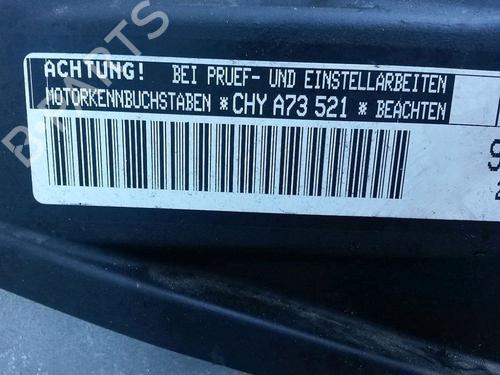 ACHTUNG! BEI PRUEF- UND EINSTELLARBEITEN
MOTORKENNBUCHSTABEN *CHY A73 521 * BEACHTEN